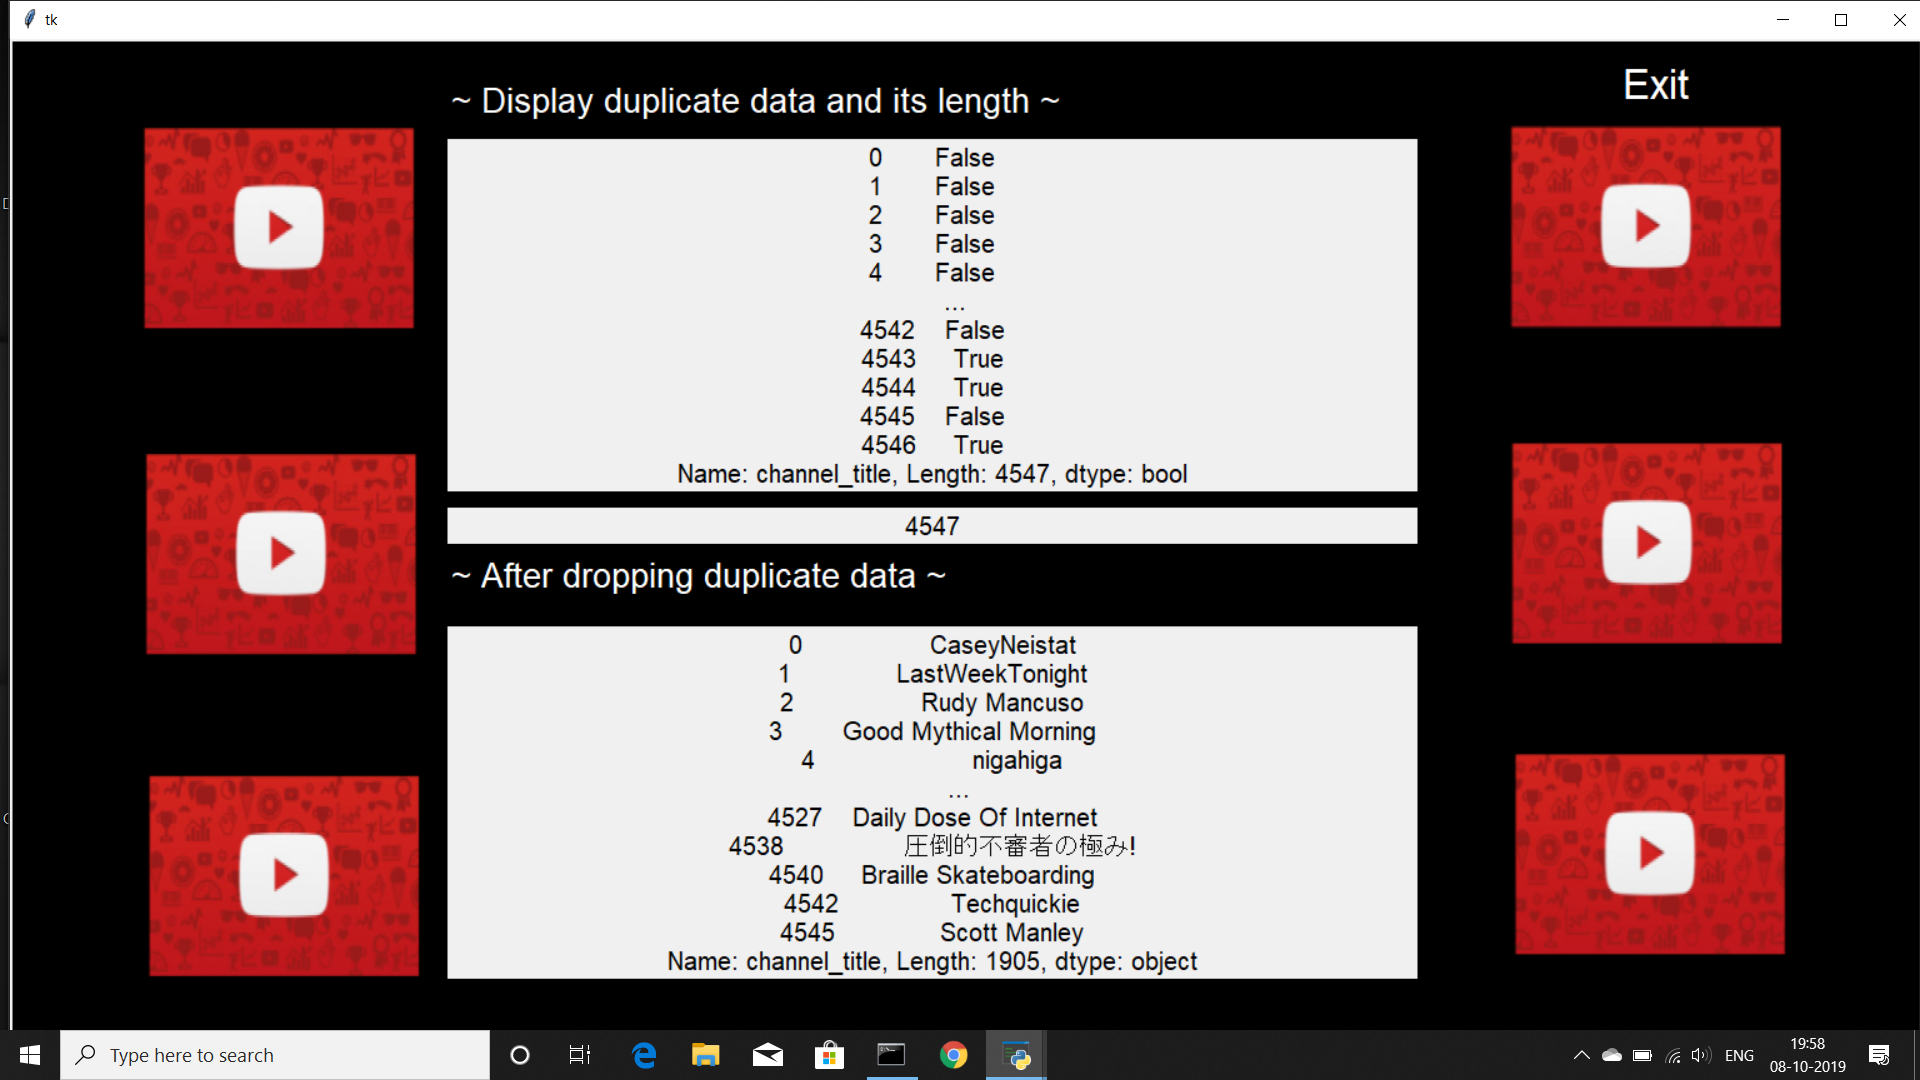 tk
Exit
~ Display duplicate data and its length ~
0 False
1 False
2 False
3 False
4 False
...
4542 False
4543 True
4544 True
4545 False
4546 True
Name: channel_title, Length: 4547, dtype: bool
4547
~ After dropping duplicate data ~
0 CaseyNeistat
1 LastWeekTonight
2 Rudy Mancuso
3 Good Mythical Morning
4 nigahiga
...
4527 Daily Dose Of Internet
4538 圧倒的不審者の極み!
4540 Braille Skateboarding
4542 Techquickie
4545 Scott Manley
Name: channel_title, Length: 1905, dtype: object
Type here to search
ENG
19:58
08-10-2019